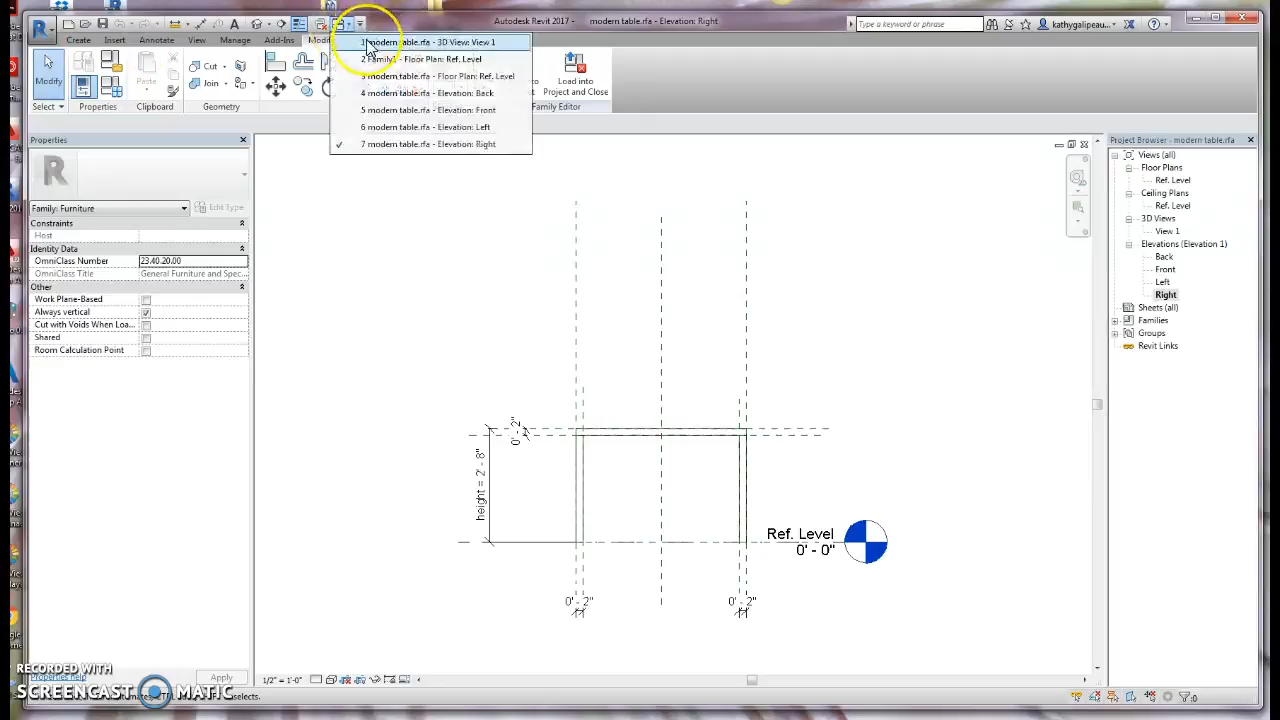 Autodesk Revit 2017 - modern table.rfa - Elevation: Right
Type a keyword or phrase
kathygalipeau...
Create Insert Annotate View Manage Add-Ins
1 modern table.rfa - 3D View: View 1
2 Family1 - Floor Plan: Ref. Level
3 modern table.rfa - Floor Plan: Ref. Level
4 modern table.rfa - Elevation: Back
5 modern table.rfa - Elevation: Front
6 modern table.rfa - Elevation: Left
7 modern table.rfa - Elevation: Right
Modify
Paste
Cut
Join
Load into
Project and Close
Select Properties Clipboard Geometry Family Editor
Properties
Family: Furniture
Edit Type
Constraints
Host
Identity Data
OmniClass Number 23.40.20.00
OmniClass Title General Furniture and Spec...
Other
Work Plane-Based
Always vertical
Cut with Voids When Loa...
Shared
Room Calculation Point
Properties help
Apply
Project Browser - modern table.rfa
Views (all)
Floor Plans
Ref. Level
Ceiling Plans
Ref. Level
3D Views
View 1
Elevations (Elevation 1)
Back
Front
Left
Right
Sheets (all)
Families
Groups
Revit Links
0' - 2"
height = 2' - 8"
Ref. Level
0' - 0"
0' - 2"
0' - 2"
1/2" = 1'-0"
:0
RECORDED WITH
SCREENCAST MATIC
selects.